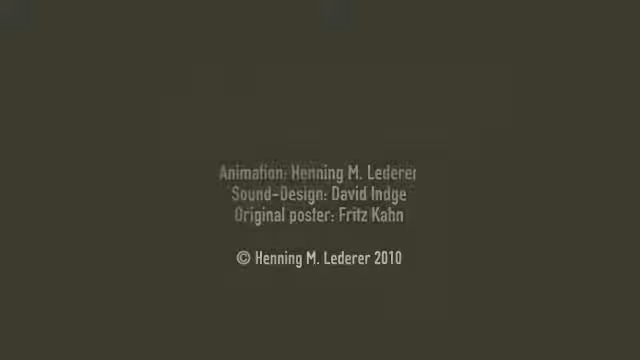 Animation: Henning M. Lederer
Sound-Design: David Indge
Original poster: Fritz Kahn
© Henning M. Lederer 2010